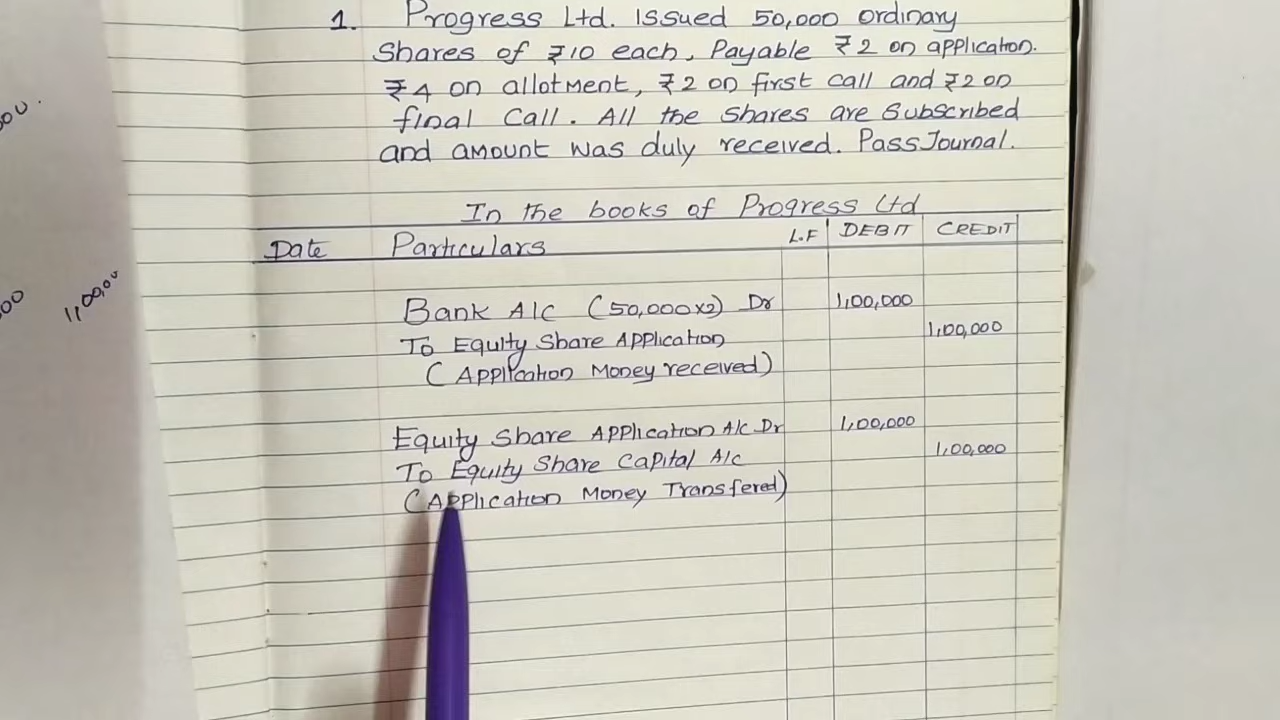 1. Progress Ltd. Issued 50,000 ordinary
Shares of ₹10 each, Payable ₹2 on application.
₹4 on allotment, ₹2 on first call and ₹2 on
final Call. All the shares are Subscribed
and amount was duly received. Pass Journal.
In the books of Progress Ltd
Date Particulars L.F DEBIT CREDIT
Bank A/C (50,000x2) Dr 1,00,000
To Equity Share Application 1,00,000
(Application Money received)
Equity Share Application A/c Dr 1,00,000
To Equity Share Capital A/c 1,00,000
(Application Money Transfered)
1,00,00